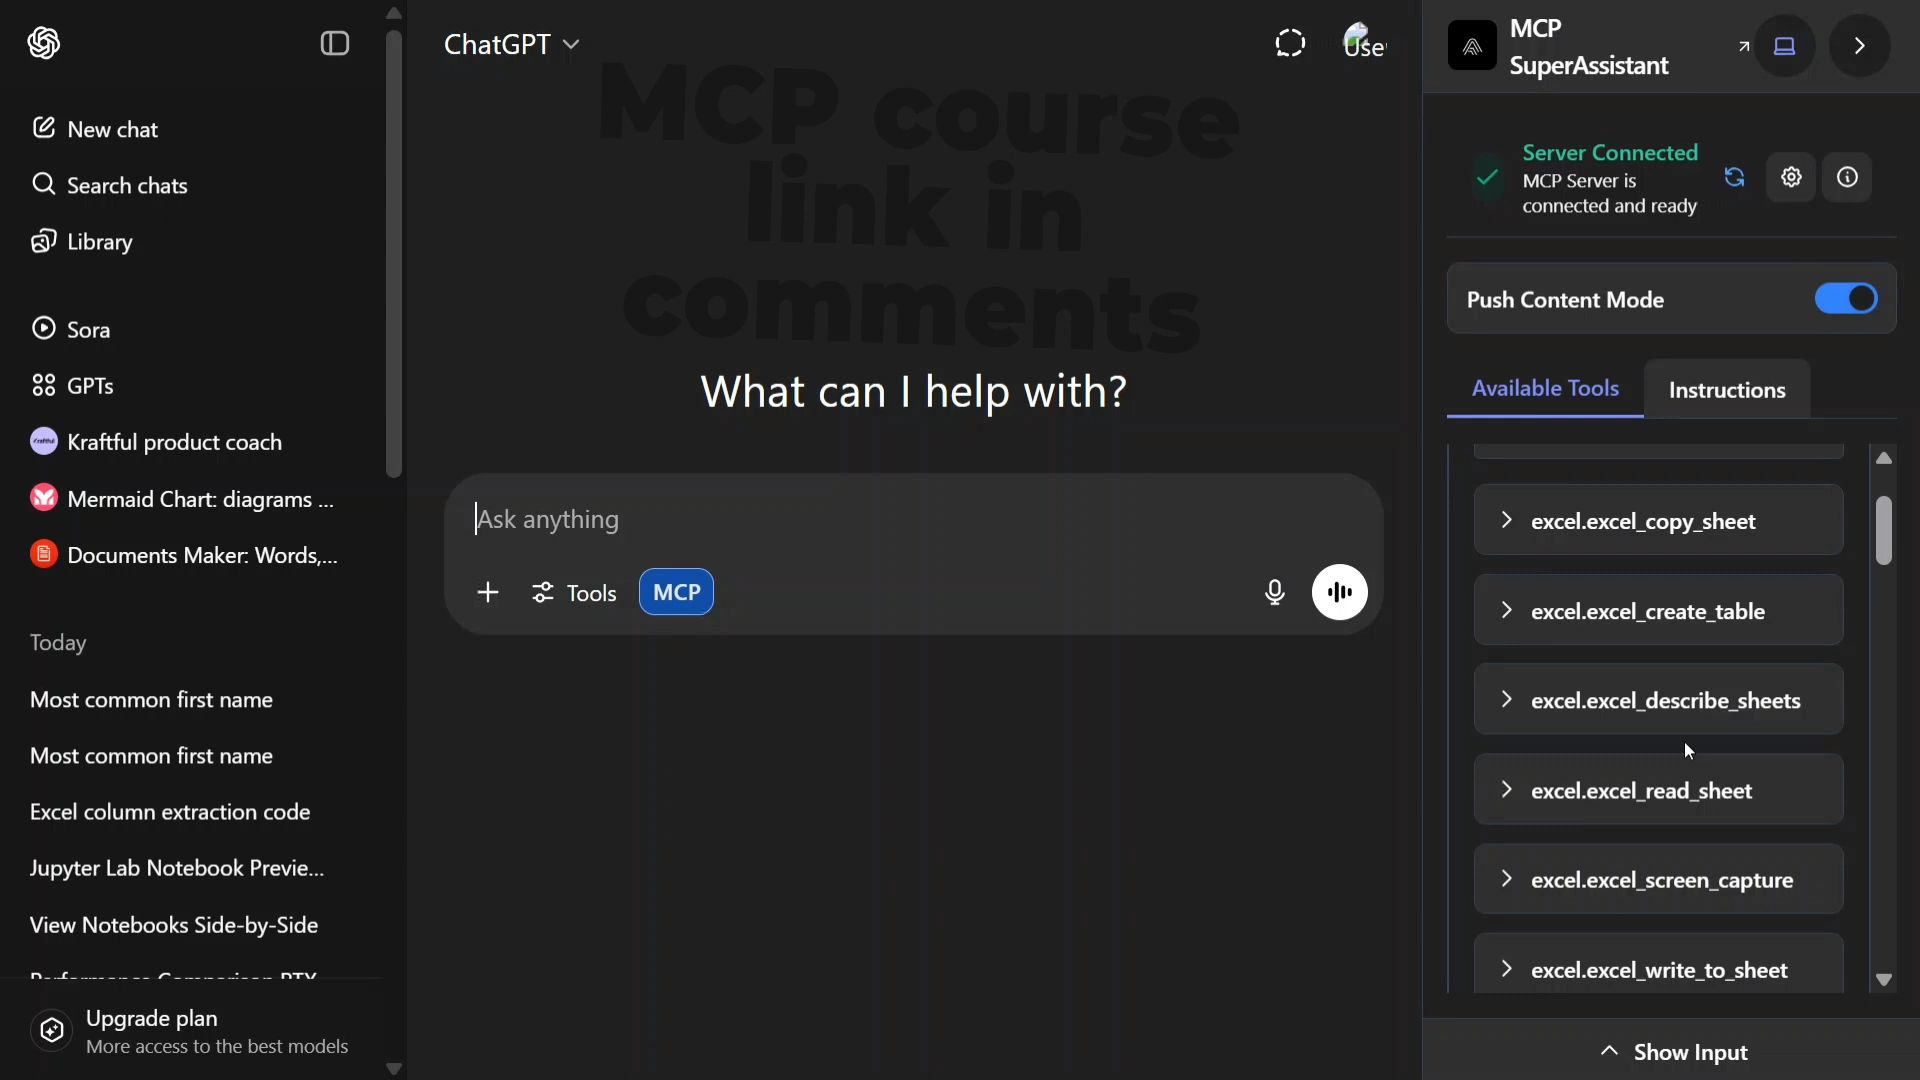 New chat
Search chats
Library
Sora
GPTs
Kraftful product coach
Mermaid Chart: diagrams ...
Documents Maker: Words,...
Today
Most common first name
Most common first name
Excel column extraction code
Jupyter Lab Notebook Previe...
View Notebooks Side-by-Side
Upgrade plan
More access to the best models
ChatGPT
Use
MCP course
link in
comments
What can I help with?
Ask anything
Tools
MCP
MCP
SuperAssistant
Server Connected
MCP Server is
connected and ready
Push Content Mode
Available Tools
Instructions
excel.excel_copy_sheet
excel.excel_create_table
excel.excel_describe_sheets
excel.excel_read_sheet
excel.excel_screen_capture
excel.excel_write_to_sheet
Show Input